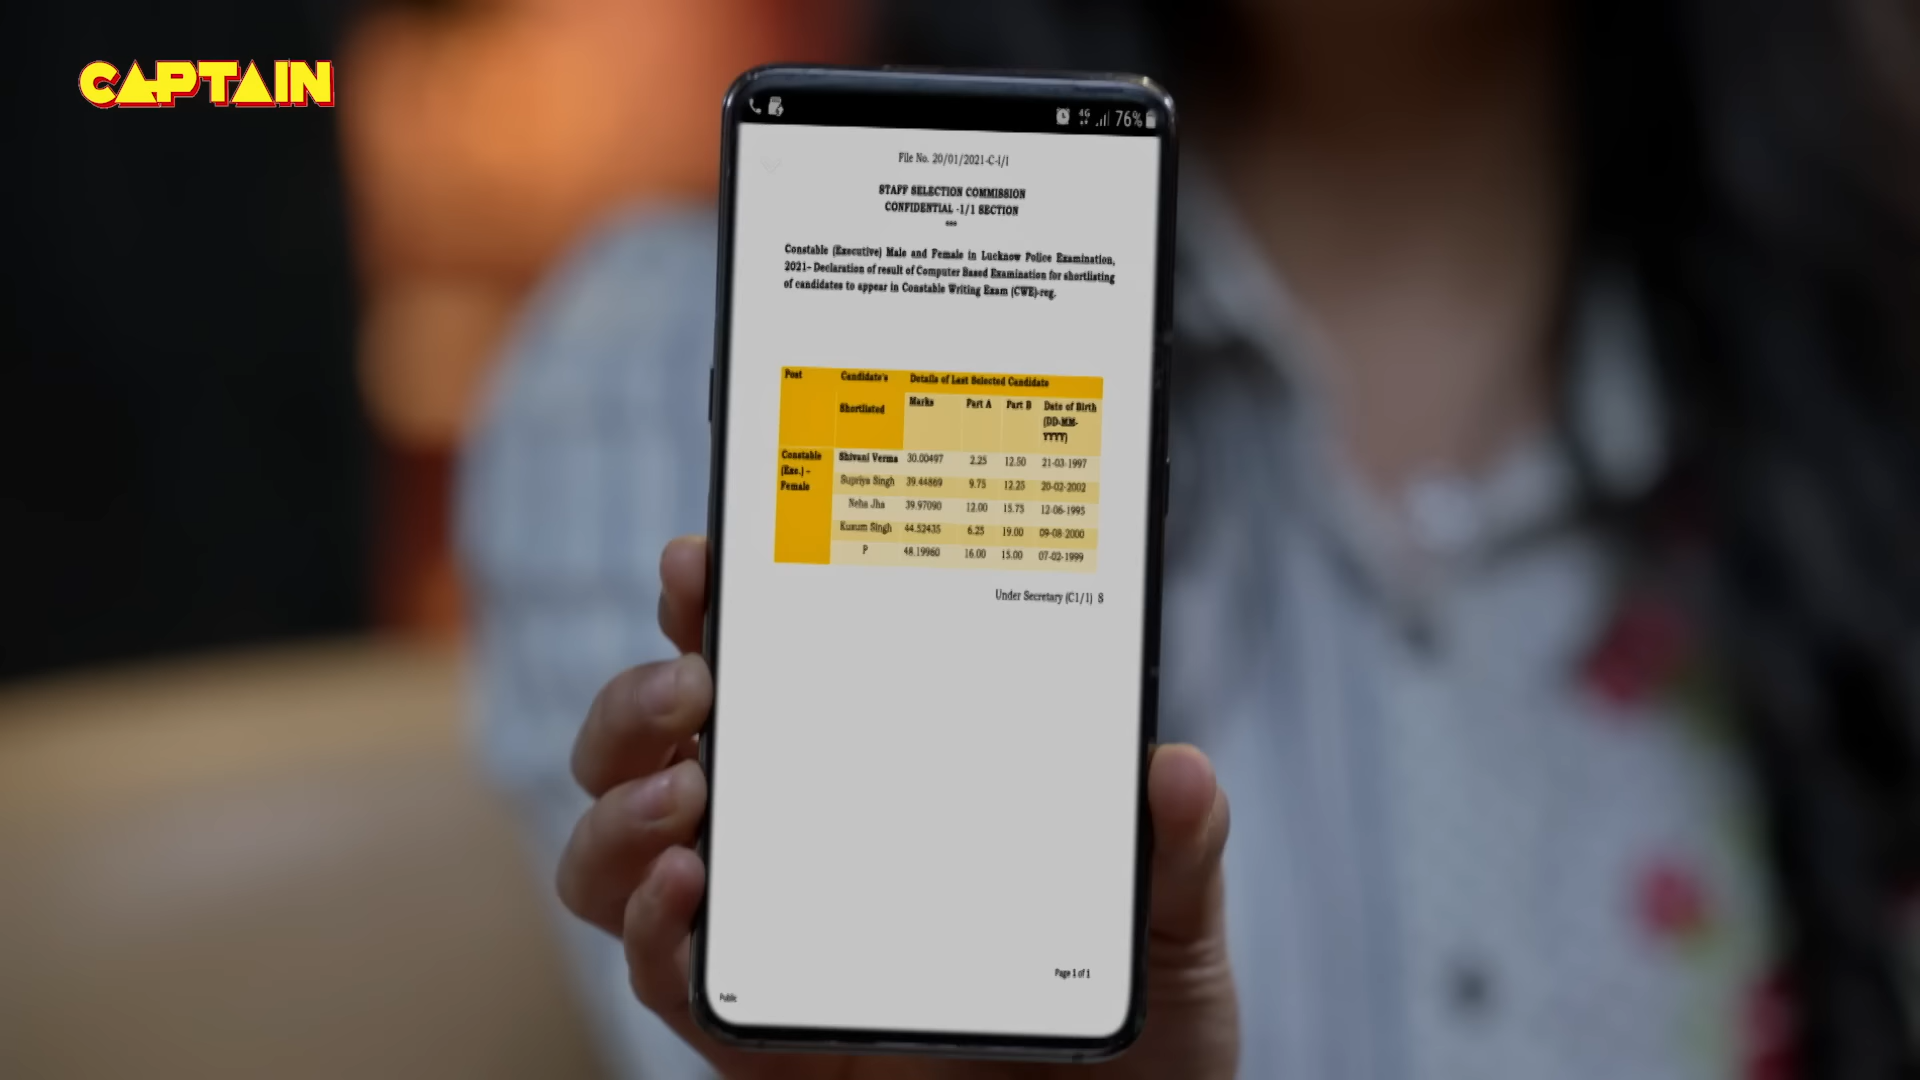 CAPTAIN
4G 76%
File No. 20/01/2021-C-I/1
STAFF SELECTION COMMISSION
CONFIDENTIAL -1/1 SECTION
***
Constable (Executive) Male and Female in Lucknow Police Examination,
2021- Declaration of result of Computer Based Examination for shortlisting
of candidates to appear in Constable Writing Exam (CWE)-reg.
Post Candidate's Details of Last Selected Candidate
Shortlisted Marks Part A Part B Date of Birth
(DD-MM-
YYYY)
Constable Shivani Verma 30.00497 2.25 12.50 21-03-1997
(Exe.) - Supriya Singh 39.44869 9.75 12.25 20-02-2002
Female Neha Jha 39.97090 12.00 15.75 12-06-1995
Kusum Singh 44.52435 6.25 19.00 09-08-2000
P 48.19960 16.00 15.00 07-02-1999
Under Secretary (C1/1) S
Page 1 of 1
Public